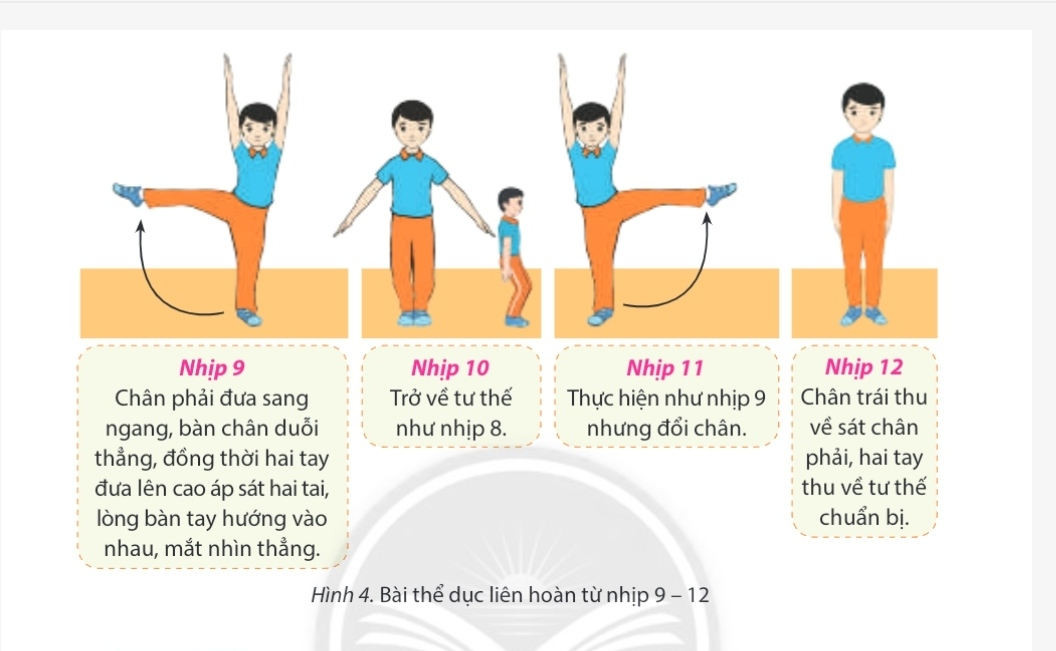 Nhịp 9
Chân phải đưa sang
ngang, bàn chân duỗi
thẳng, đồng thời hai tay
đưa lên cao áp sát hai tai,
lòng bàn tay hướng vào
nhau, mắt nhìn thẳng.
Nhịp 10
Trở về tư thế
như nhịp 8.
Nhịp 11
Thực hiện như nhịp 9
nhưng đổi chân.
Nhịp 12
Chân trái thu
về sát chân
phải, hai tay
thu về tư thế
chuẩn bị.
Hình 4. Bài thể dục liên hoàn từ nhịp 9 – 12